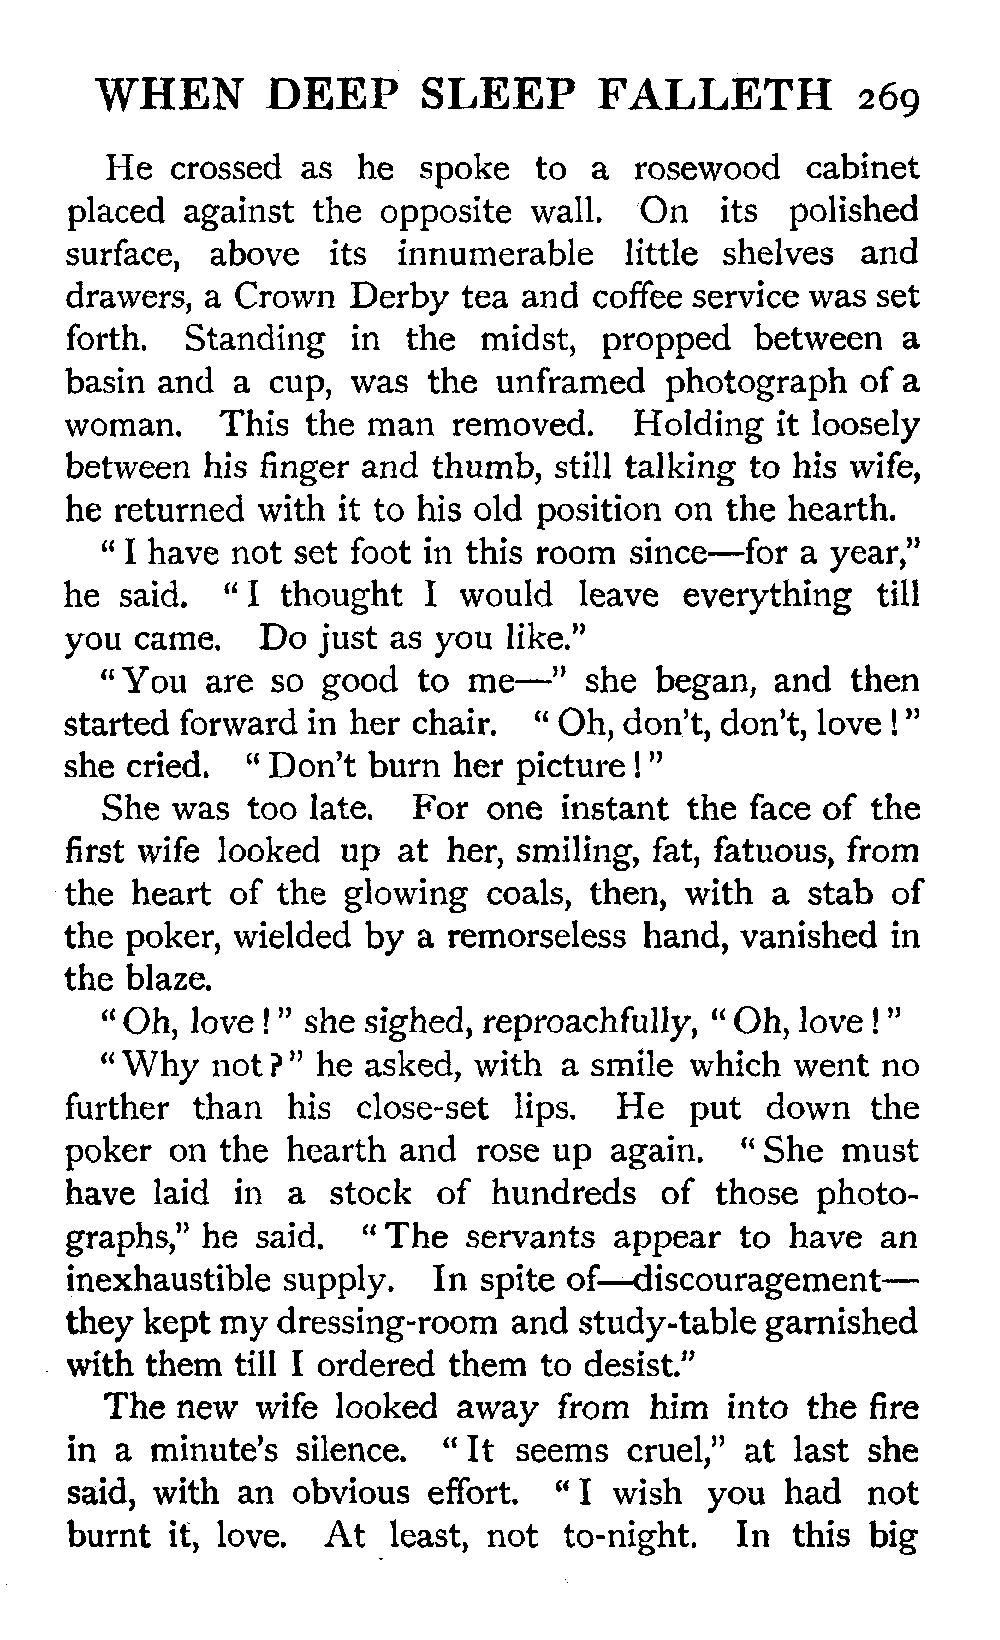 WHEN DEEP SLEEP FALLETH 269
He crossed as he spoke to a rosewood cabinet
placed against the opposite wall. On its polished
surface, above its innumerable little shelves and
drawers, a Crown Derby tea and coffee service was set
forth. Standing in the midst, propped between a
basin and a cup, was the unframed photograph of a
woman. This the man removed. Holding it loosely
between his finger and thumb, still talking to his wife,
he returned with it to his old position on the hearth.
"I have not set foot in this room since—for a year,"
he said. "I thought I would leave everything till
you came. Do just as you like."
"You are so good to me—" she began, and then
started forward in her chair. "Oh, don't, don't, love!"
she cried. "Don't burn her picture!"
She was too late. For one instant the face of the
first wife looked up at her, smiling, fat, fatuous, from
the heart of the glowing coals, then, with a stab of
the poker, wielded by a remorseless hand, vanished in
the blaze.
"Oh, love!" she sighed, reproachfully, "Oh, love!"
"Why not?" he asked, with a smile which went no
further than his close-set lips. He put down the
poker on the hearth and rose up again. "She must
have laid in a stock of hundreds of those photo-
graphs," he said. "The servants appear to have an
inexhaustible supply. In spite of—discouragement—
they kept my dressing-room and study-table garnished
with them till I ordered them to desist."
The new wife looked away from him into the fire
in a minute's silence. "It seems cruel," at last she
said, with an obvious effort. "I wish you had not
burnt it, love. At least, not to-night. In this big